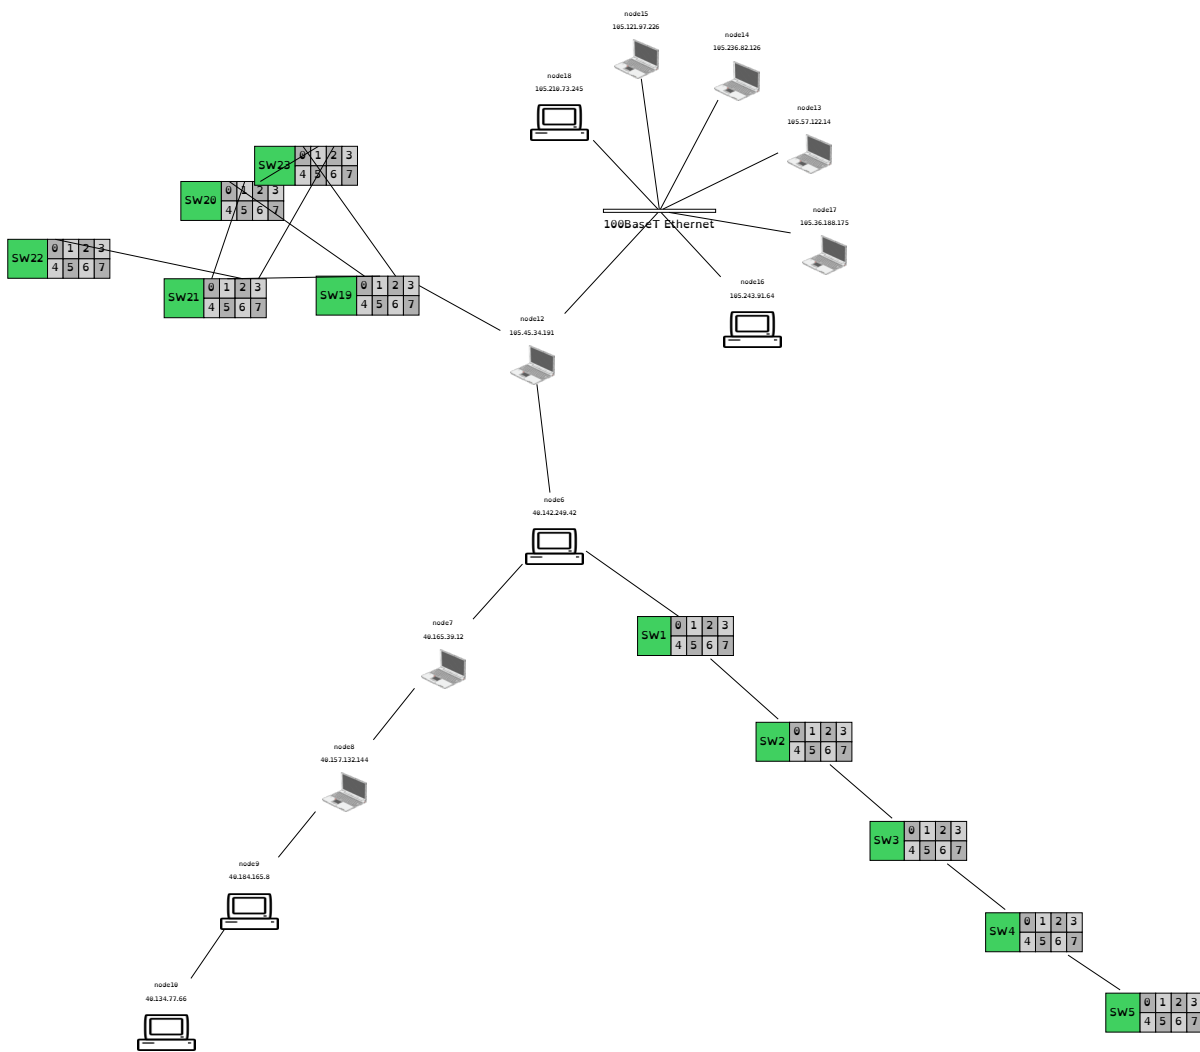 node15
105.121.97.226
node14
105.236.82.126
node18
105.210.73.245
node13
105.57.122.14
SW23 0 1 2 3
4 5 6 7
SW20 0 1 2 3
4 5 6 7
node17
105.36.188.175
100BaseT Ethernet
SW22 0 1 2 3
4 5 6 7
SW21 0 1 2 3
4 5 6 7
SW19 0 1 2 3
4 5 6 7
node16
105.243.91.64
node12
105.45.34.191
node6
40.142.249.42
node7
40.165.39.12
SW1 0 1 2 3
4 5 6 7
node8
40.157.132.144
SW2 0 1 2 3
4 5 6 7
SW3 0 1 2 3
4 5 6 7
node9
40.184.165.8
SW4 0 1 2 3
4 5 6 7
node10
40.134.77.66
SW5 0 1 2 3
4 5 6 7